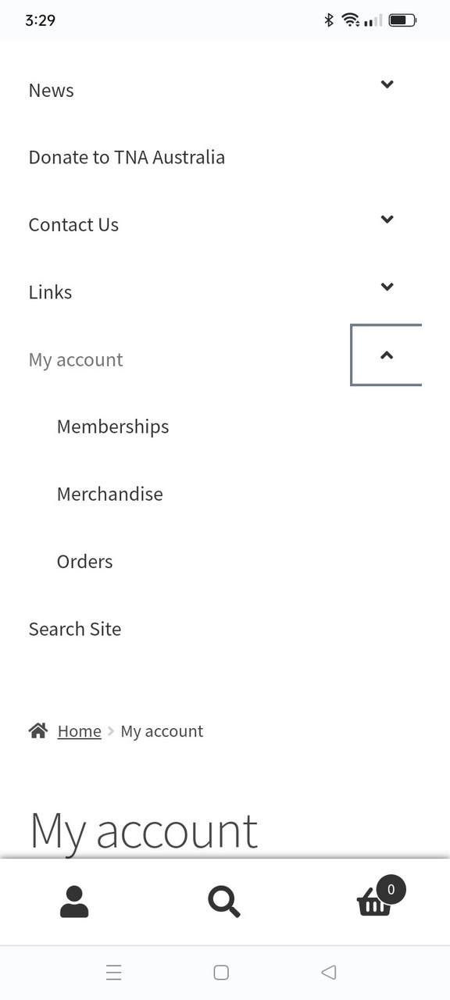 3:29
News
Donate to TNA Australia
Contact Us
Links
My account
Memberships
Merchandise
Orders
Search Site
Home My account
My account
0